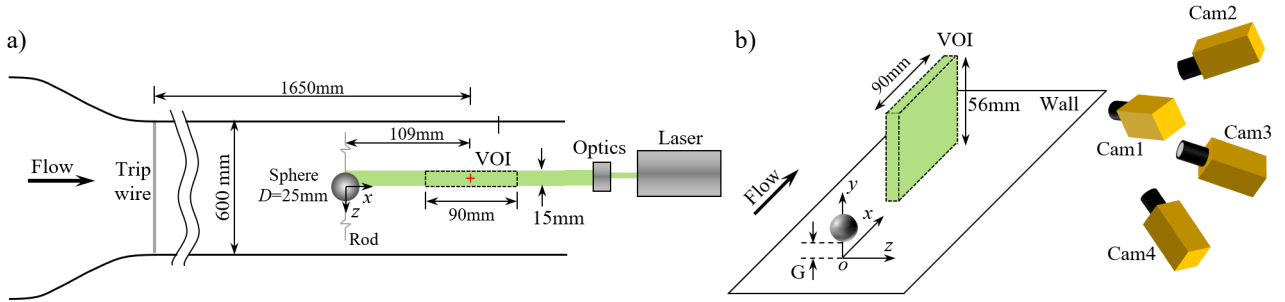 a)
1650mm
109mm
Flow
Trip
wire
600 mm
Sphere
D=25mm
x
z
Rod
VOI
90mm
15mm
Optics
Laser
b)
VOI
90mm
56mm
Wall
Flow
y
x
z
o
G
Cam2
Cam1
Cam3
Cam4